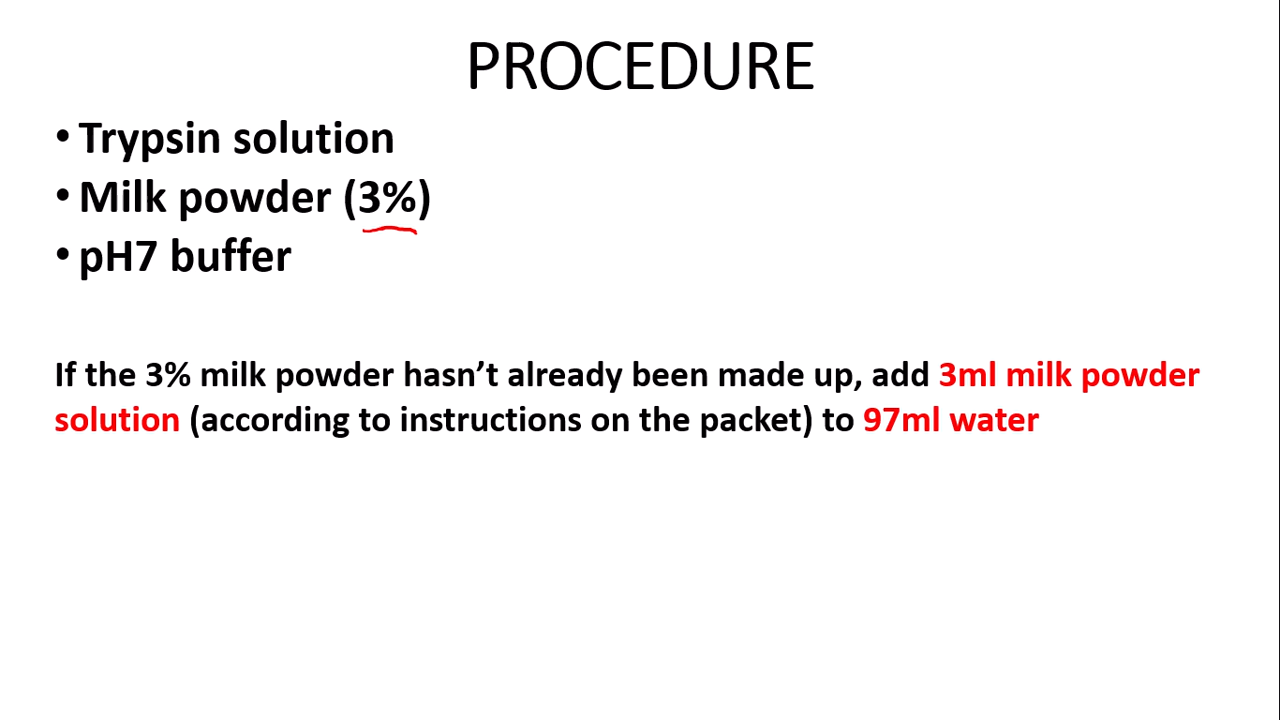 PROCEDURE
• Trypsin solution
• Milk powder (3%)
• pH7 buffer
If the 3% milk powder hasn’t already been made up, add 3ml milk powder
solution (according to instructions on the packet) to 97ml water